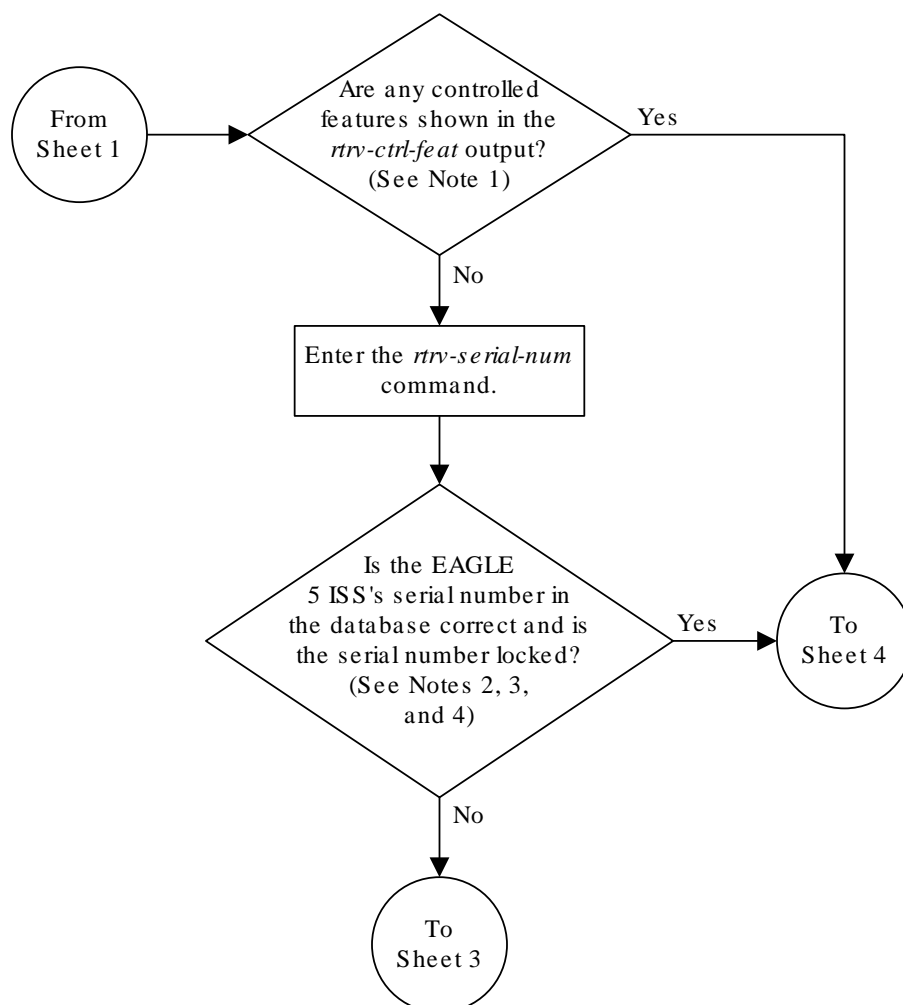 From
Sheet 1
Are any controlled
features shown in the
rtrv-ctrl-feat output?
(See Note 1)
Yes
No
Enter the rtrv-serial-num
command.
Is the EAGLE
5 ISS's serial number in
the database correct and is
the serial number locked?
(See Notes 2, 3,
and 4)
Yes
To
Sheet 4
No
To
Sheet 3